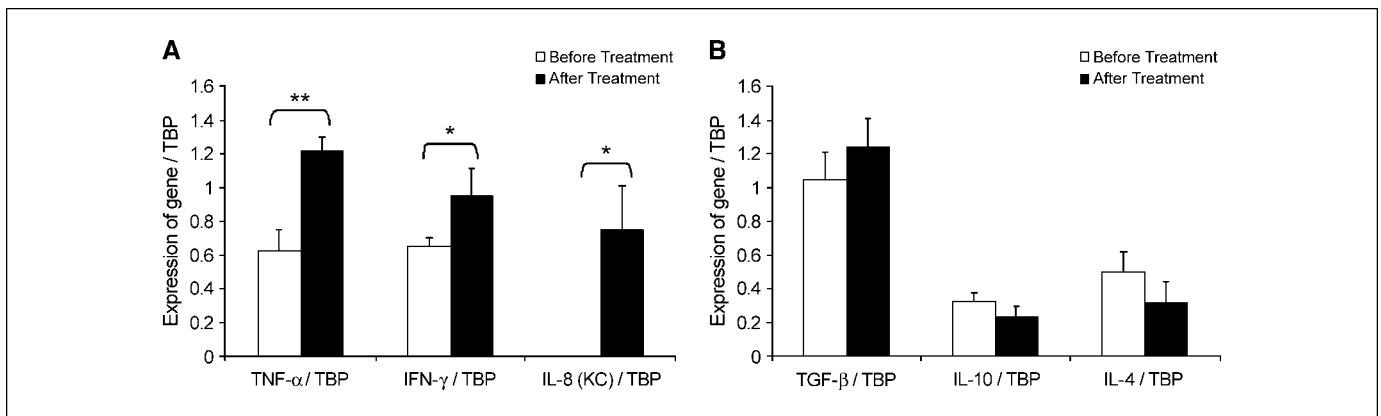 A
Before Treatment
After Treatment
Expression of gene / TBP
1.6
1.4
1.2
1
0.8
0.6
0.4
0.2
0
**
*
*
TNF-α / TBP
IFN-γ / TBP
IL-8 (KC) / TBP
B
Before Treatment
After Treatment
Expression of gene / TBP
1.6
1.4
1.2
1
0.8
0.6
0.4
0.2
0
TGF-β / TBP
IL-10 / TBP
IL-4 / TBP